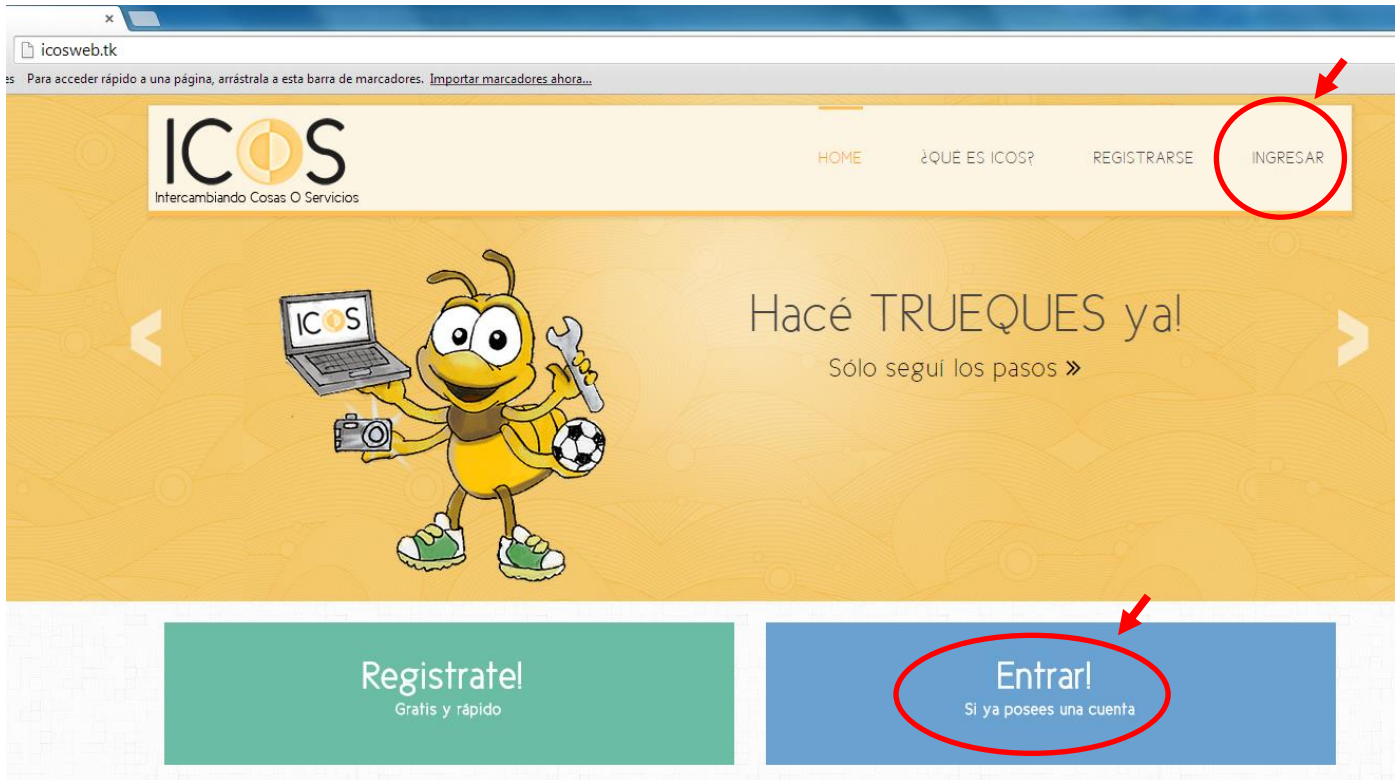 icosweb.tk
es Para acceder rápido a una página, arrástrala a esta barra de marcadores. Importar marcadores ahora...
ICOS
Intercambiando Cosas O Servicios
HOME ¿QUÉ ES ICOS? REGISTRARSE INGRESAR
ICOS
Hacé TRUEQUES ya!
Sólo seguí los pasos »
Registrate!
Gratis y rápido
Entrar!
Si ya posees una cuenta